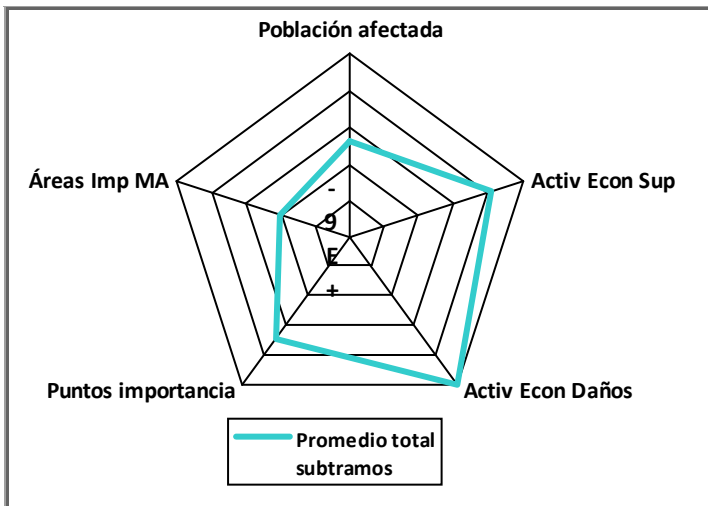 Población afectada
Áreas Imp MA
Activ Econ Sup
-
9
E
+
Puntos importancia
Activ Econ Daños
Promedio total
subtramos